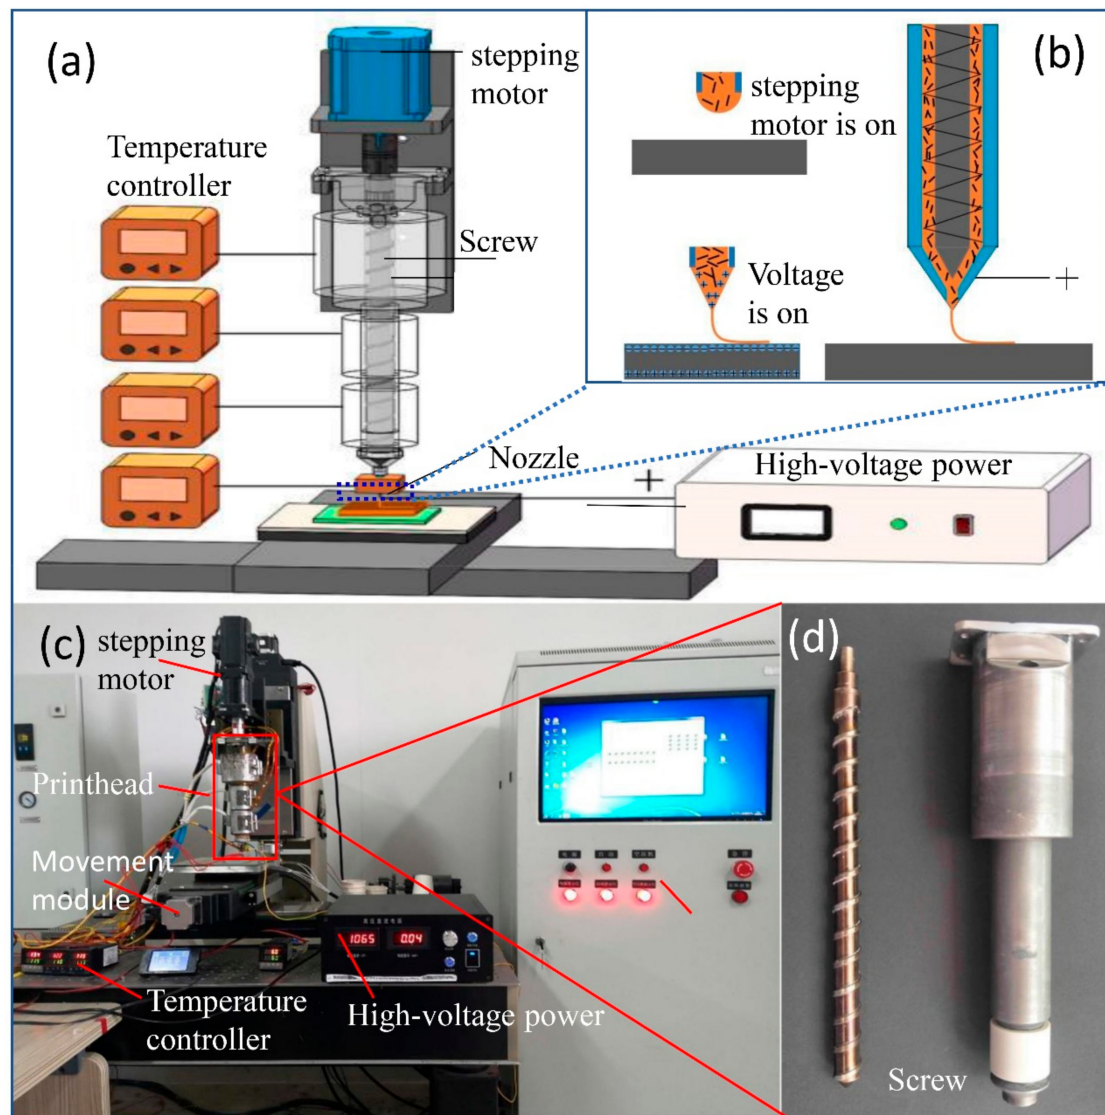 (a)
stepping
motor
Temperature
controller
Screw
Nozzle
+
High-voltage power
(b)
stepping
motor is on
Voltage
is on
+
(c)
stepping
motor
Printhead
Movement
module
Temperature
controller
High-voltage power
1065
0.04
(d)
Screw